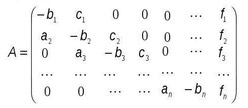 A = ( -b₁ c₁ 0 0 0 ... f₁
a₂ -b₂ c₂ 0 0 ... f₂
0 a₃ -b₃ c₃ 0 ... f₃
... ... ... ... ... ... ...
0 0 0 ... aₙ -bₙ fₙ )